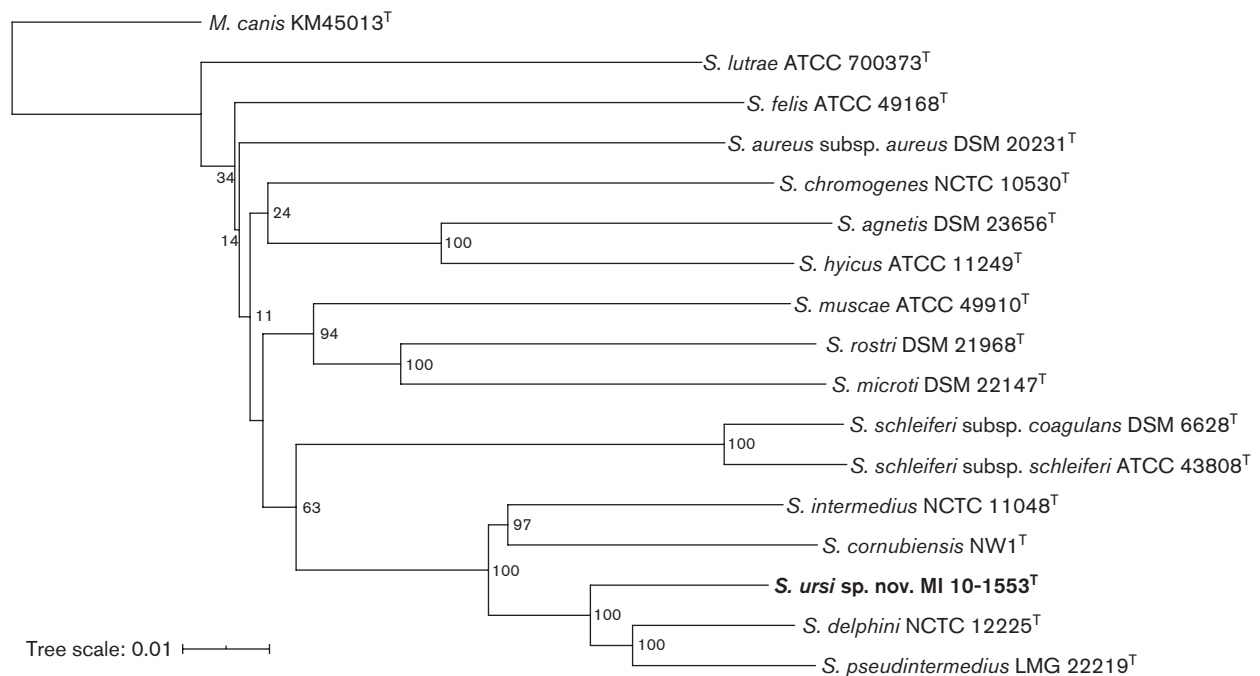 M. canis KM45013T
S. lutrae ATCC 700373T
S. felis ATCC 49168T
S. aureus subsp. aureus DSM 20231T
34
S. chromogenes NCTC 10530T
24
S. agnetis DSM 23656T
14
100
S. hyicus ATCC 11249T
S. muscae ATCC 49910T
11
94
S. rostri DSM 21968T
100
S. microti DSM 22147T
S. schleiferi subsp. coagulans DSM 6628T
100
S. schleiferi subsp. schleiferi ATCC 43808T
63
S. intermedius NCTC 11048T
97
S. cornubiensis NW1T
100
S. ursi sp. nov. MI 10-1553T
100
S. delphini NCTC 12225T
100
S. pseudintermedius LMG 22219T
Tree scale: 0.01